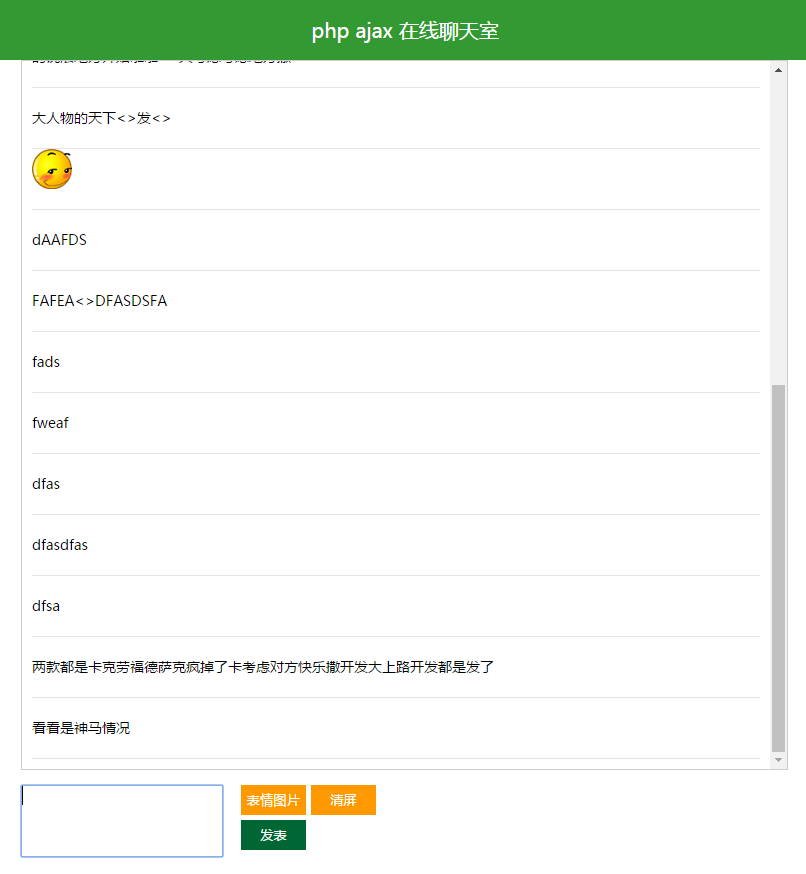 php ajax 在线聊天室
大人物的天下<>发<>
dAAFDS
FAFEA<>DFASDSFA
fads
fweaf
dfas
dfasdfas
dfsa
两款都是卡克劳福德萨克疯掉了卡考虑对方快乐撒开发大上路开发都是发了
看看是神马情况
表情图片 清屏
发表